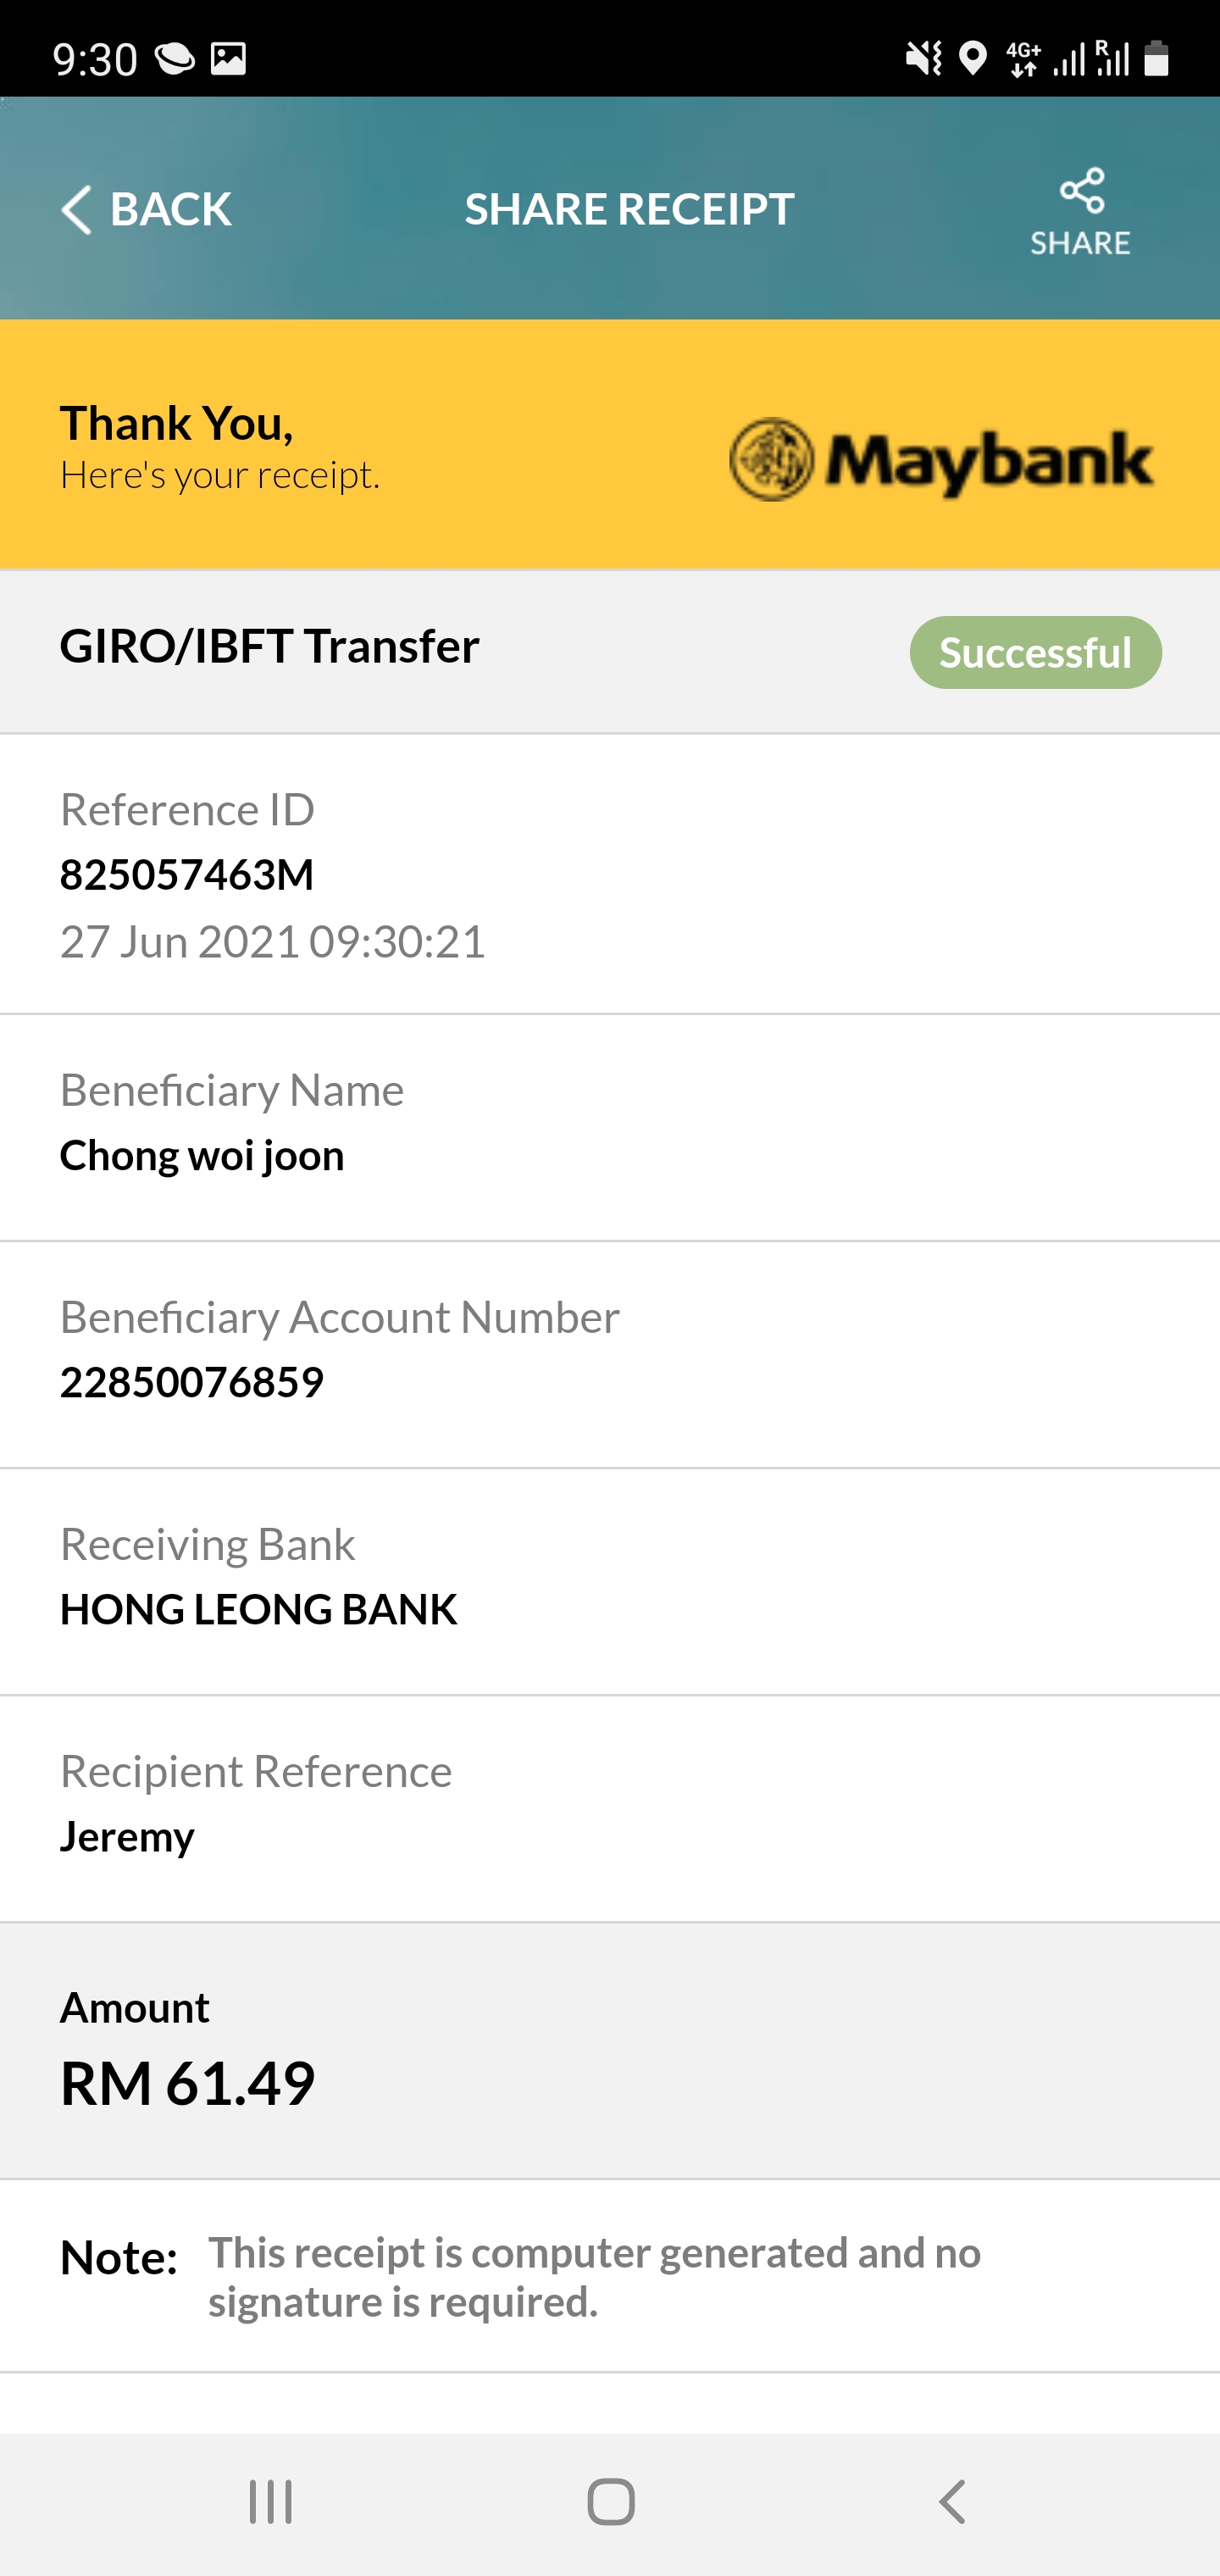 9:30
4G+
R
BACK
SHARE RECEIPT
SHARE
Thank You,
Here's your receipt.
Maybank
GIRO/IBFT Transfer
Successful
Reference ID
825057463M
27 Jun 2021 09:30:21
Beneficiary Name
Chong woi joon
Beneficiary Account Number
22850076859
Receiving Bank
HONG LEONG BANK
Recipient Reference
Jeremy
Amount
RM 61.49
Note: This receipt is computer generated and no
signature is required.